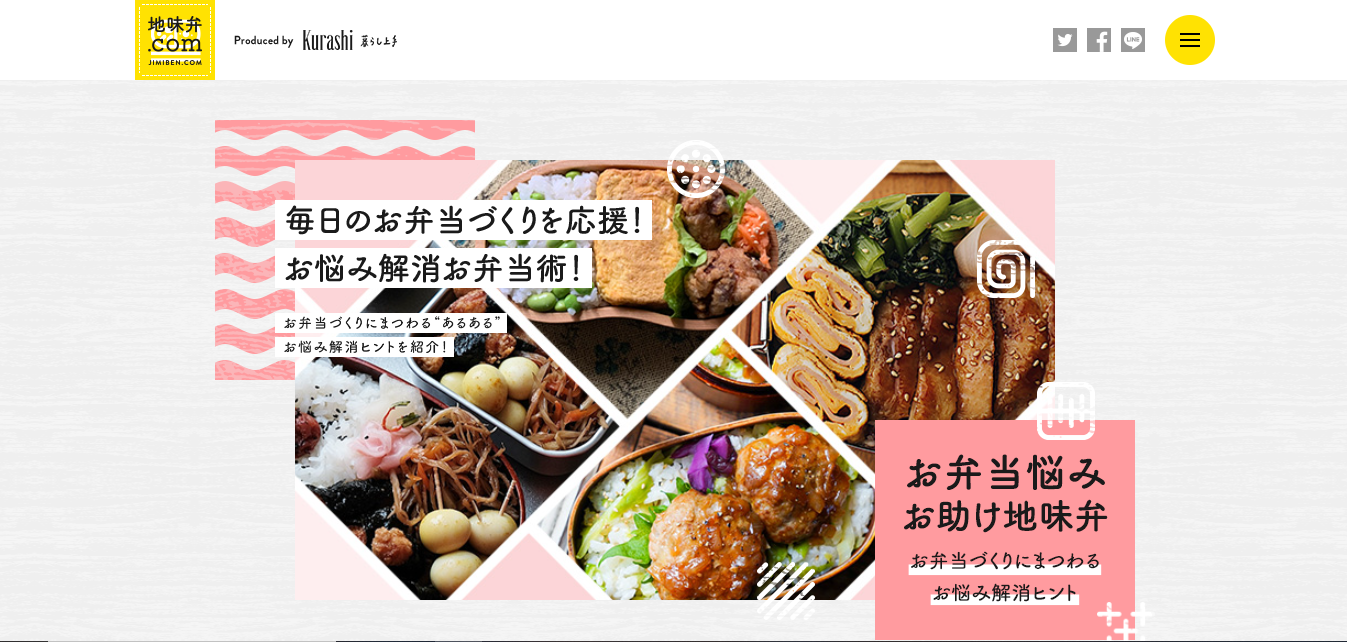 地味弁
.com
JIMIBEN.COM
Produced by Kurashi 暮らし上手
LINE
毎日のお弁当づくりを応援！
お悩み解消お弁当術！
お弁当づくりにまつわる“あるある”
お悩み解消ヒントを紹介！
お弁当悩み
お助け地味弁
お弁当づくりにまつわる
お悩み解消ヒント